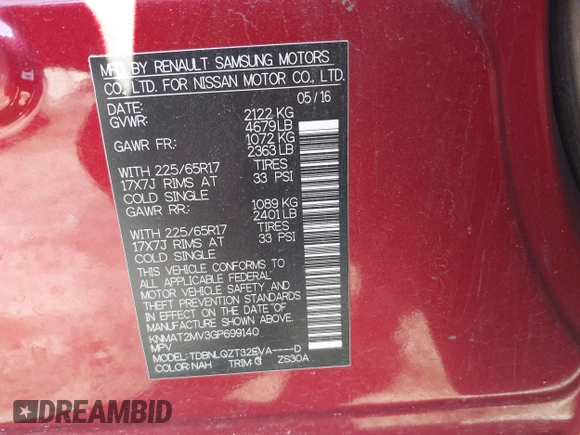 MFD BY RENAULT SAMSUNG MOTORS
CO., LTD. FOR NISSAN MOTOR CO., LTD.
DATE: 05/16
GVWR: 2122 KG
4679 LB
GAWR FR: 1072 KG
2363 LB
WITH 225/65R17 TIRES
17X7J RIMS AT 33 PSI
COLD SINGLE
GAWR RR: 1089 KG
2401 LB
WITH 225/65R17 TIRES
17X7J RIMS AT 33 PSI
COLD SINGLE
THIS VEHICLE CONFORMS TO
ALL APPLICABLE FEDERAL
MOTOR VEHICLE SAFETY AND
THEFT PREVENTION STANDARDS
IN EFFECT ON THE DATE OF
MANUFACTURE SHOWN ABOVE.
KNMAT2MV3GP699140
MPV
MODEL: TDBNLQZT32EVA----D
COLOR: NAH TRIM: G ZS30A
DREAMBID